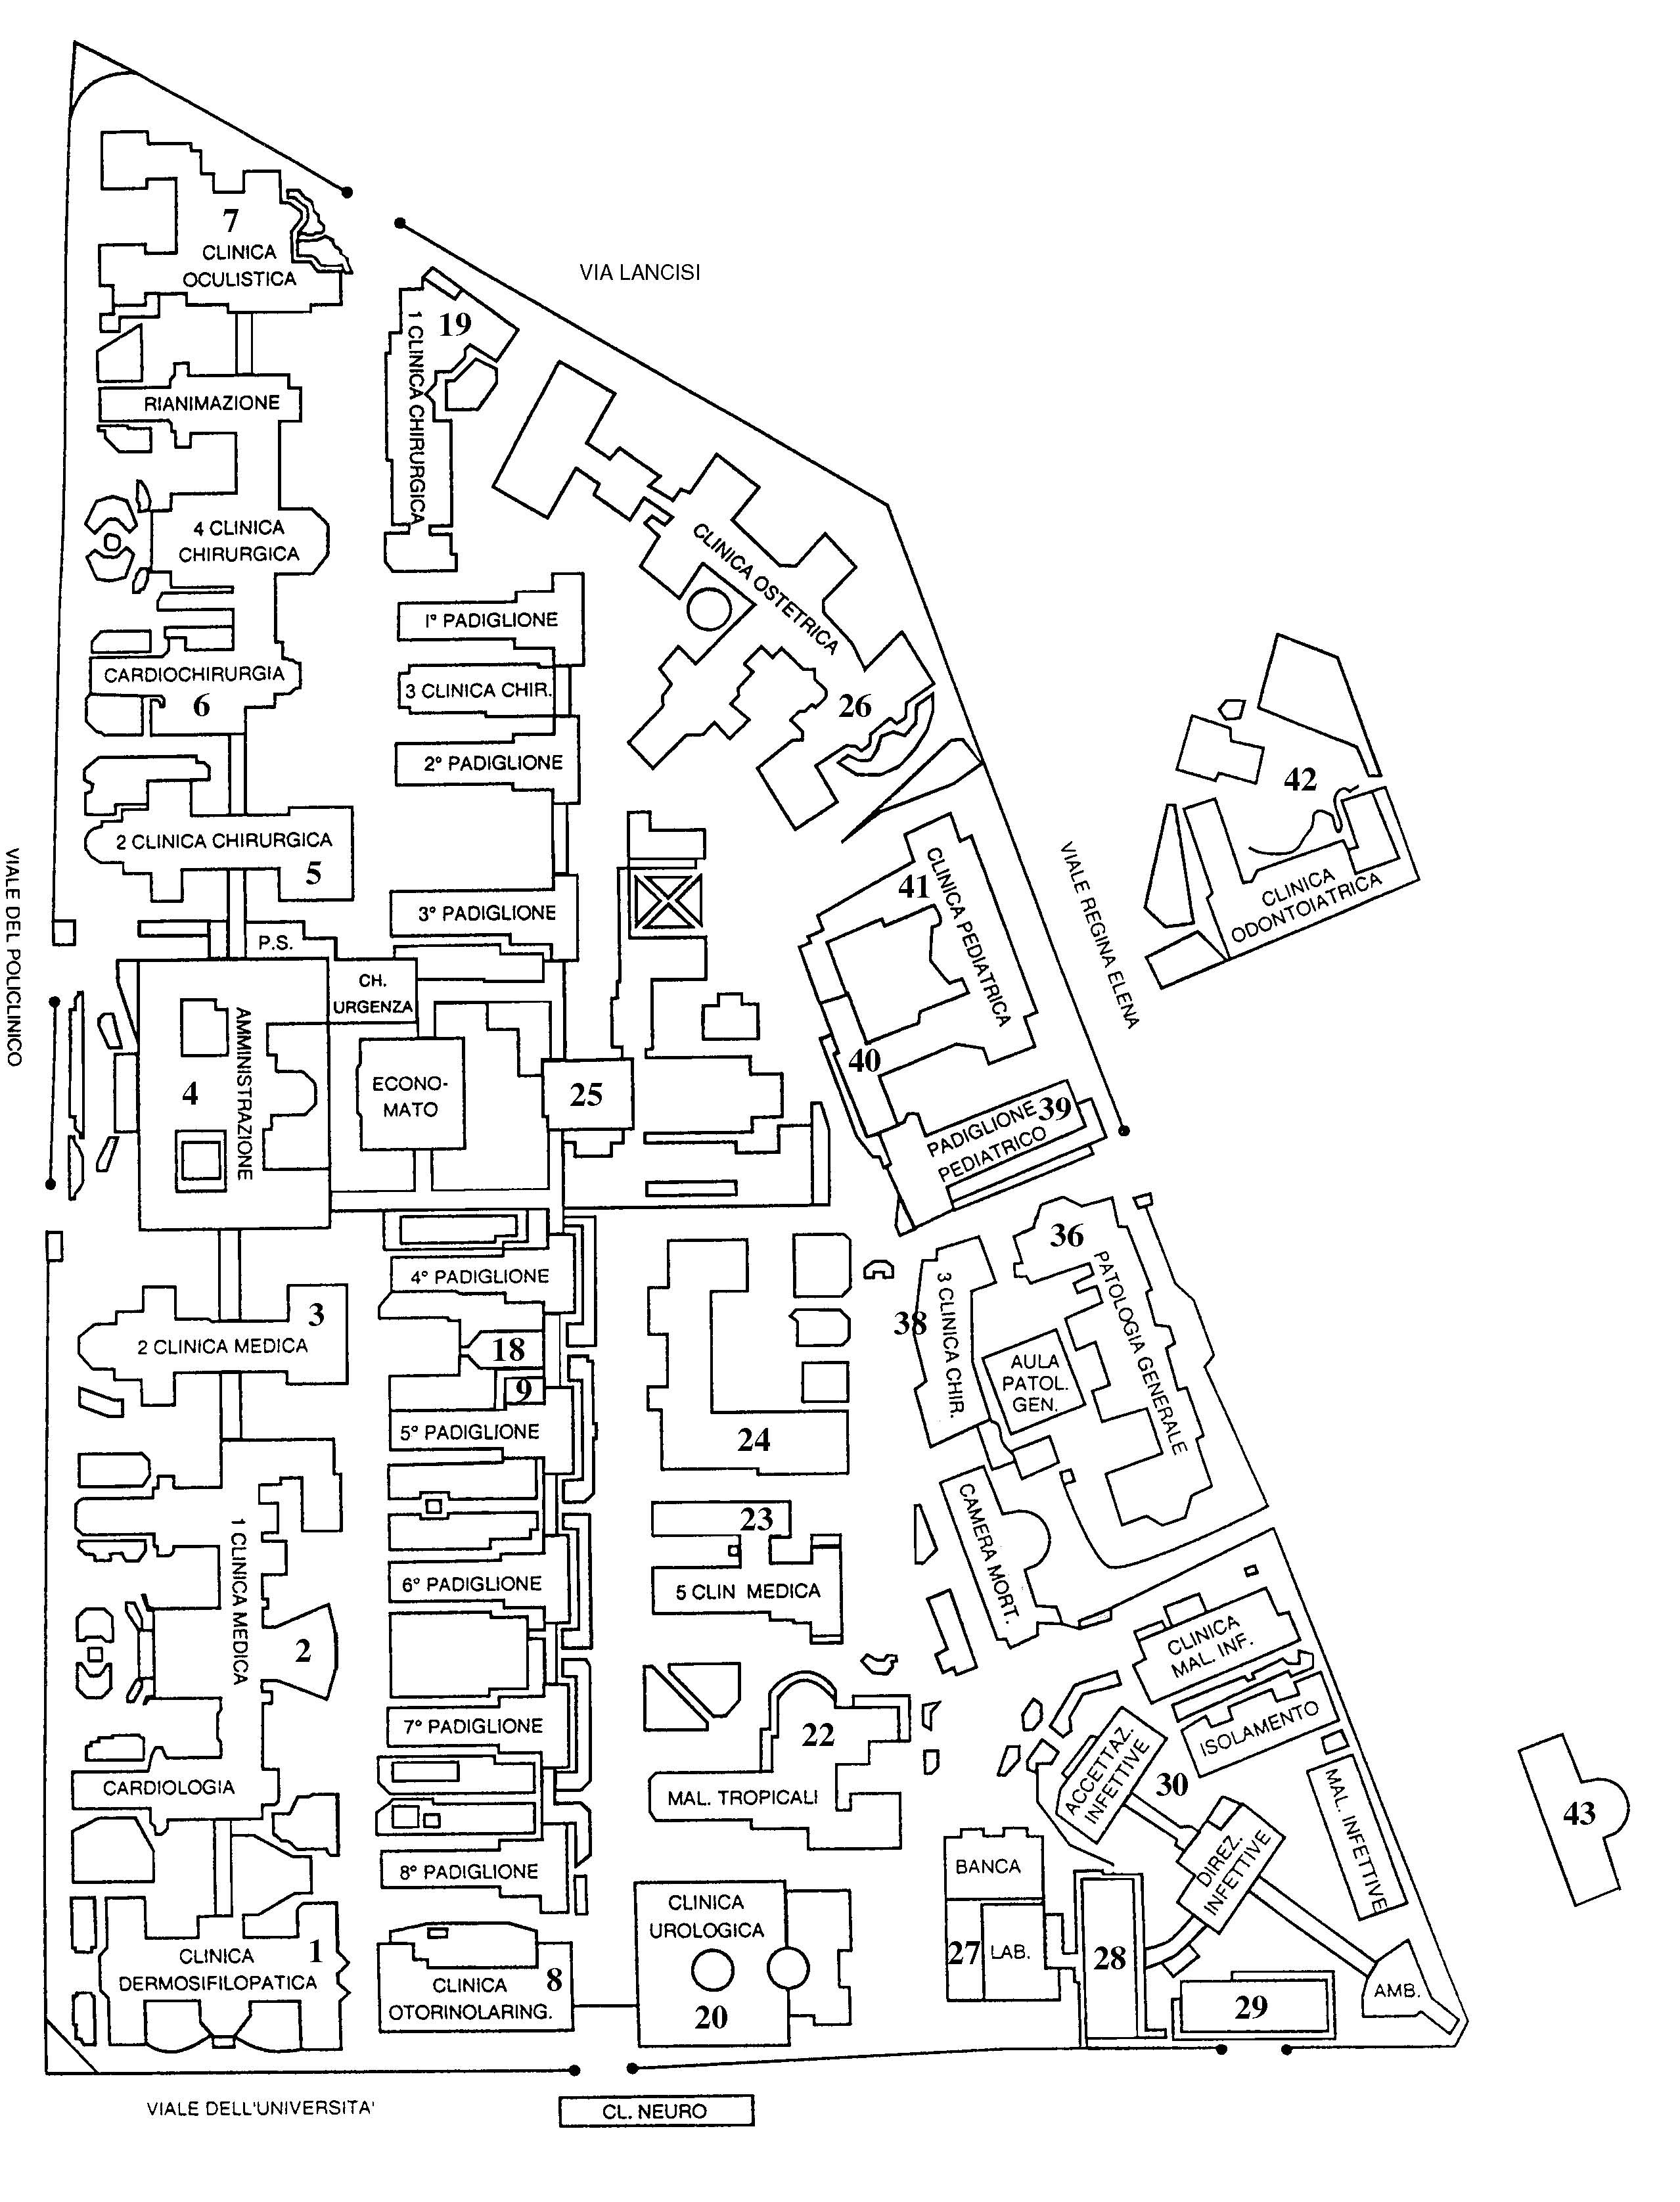 7
CLINICA
OCULISTICA
VIA LANCISI
19
1 CLINICA CHIRURGICA
RIANIMAZIONE
4 CLINICA
CHIRURGICA
CLINICA OSTETRICA
1° PADIGLIONE
CARDIOCHIRURGIA
6
3 CLINICA CHIR.
26
2° PADIGLIONE
42
CLINICA
ODONTOIATRICA
2 CLINICA CHIRURGICA
5
VIALE DEL POLICLINICO
41
CLINICA PEDIATRICA
VIALE REGINA ELENA
3° PADIGLIONE
P.S.
CH.
URGENZA
AMMINISTRAZIONE
4
ECONO-
MATO
25
40
39
PADIGLIONE
PEDIATRICO
36
PATOLOGIA GENERALE
4° PADIGLIONE
3
2 CLINICA MEDICA
18
9
38
3 CLINICA CHIR.
AULA
PATOL.
GEN.
5° PADIGLIONE
24
23
CAMERA MORT.
1 CLINICA MEDICA
6° PADIGLIONE
5 CLIN MEDICA
2
CLINICA
MAL. INF.
7° PADIGLIONE
22
ISOLAMENTO
ACCETTAZ.
INFETTIVE
30
CARDIOLOGIA
MAL. TROPICALI
MAL. INFETTIVE
43
8° PADIGLIONE
BANCA
DIREZ.
INFETTIVE
CLINICA
UROLOGICA
1
CLINICA
DERMOSIFILOPATICA
8
CLINICA
OTORINOLARING.
20
27
LAB.
28
29
AMB.
VIALE DELL'UNIVERSITA'
CL. NEURO